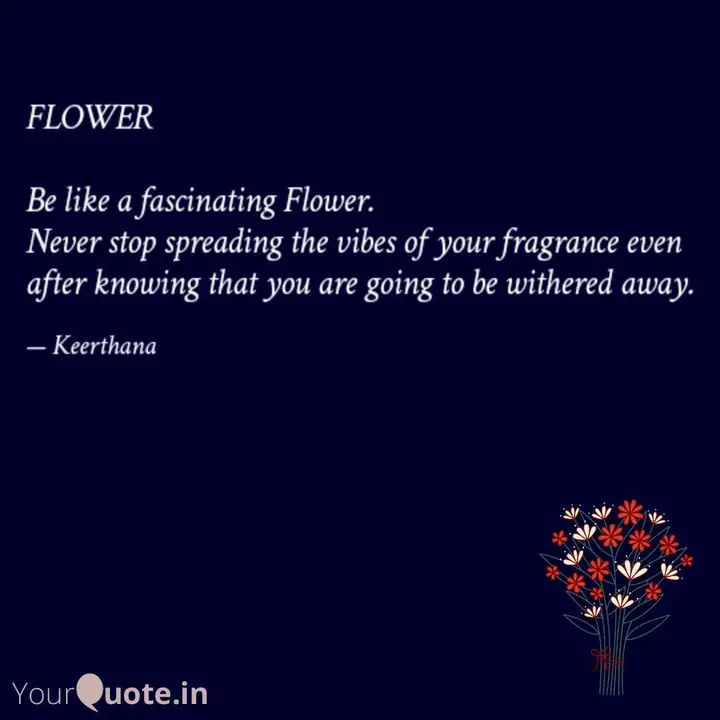 FLOWER
Be like a fascinating Flower.
Never stop spreading the vibes of your fragrance even
after knowing that you are going to be withered away.
— Keerthana
YourQuote.in